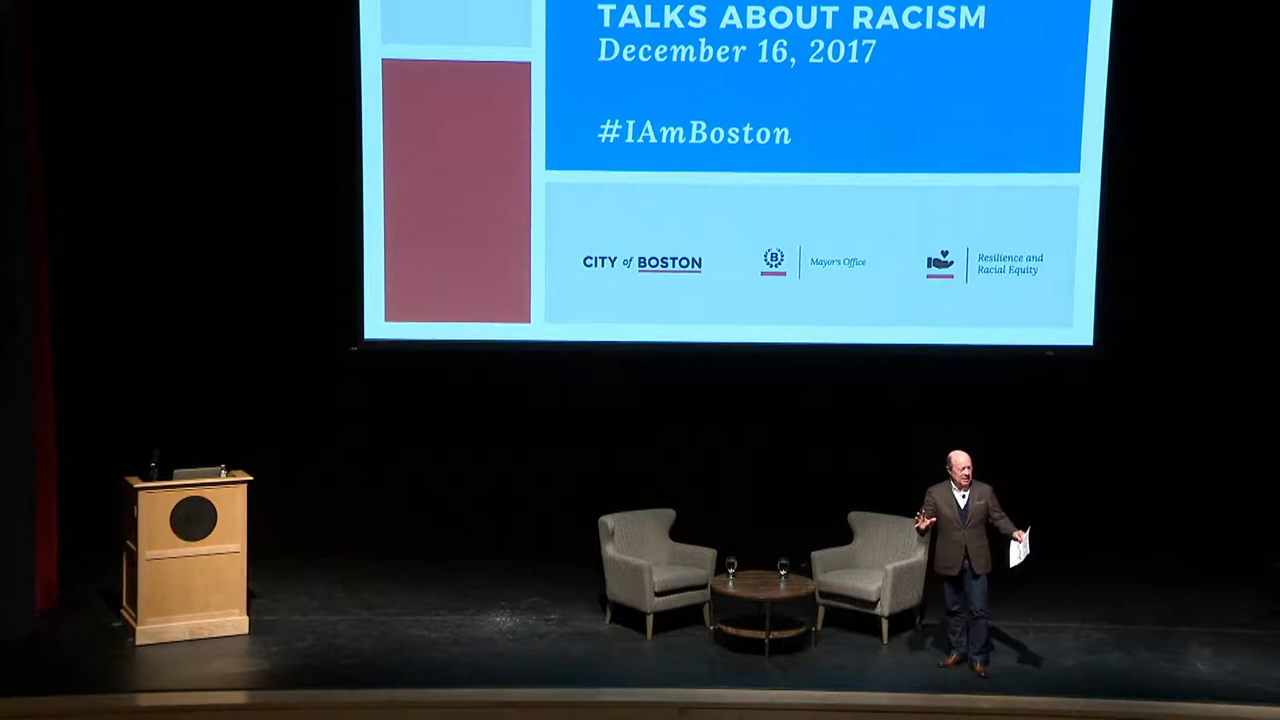 TALKS ABOUT RACISM
December 16, 2017
#IAmBoston
CITY of BOSTON
B
Mayor's Office
Resilience and
Racial Equity